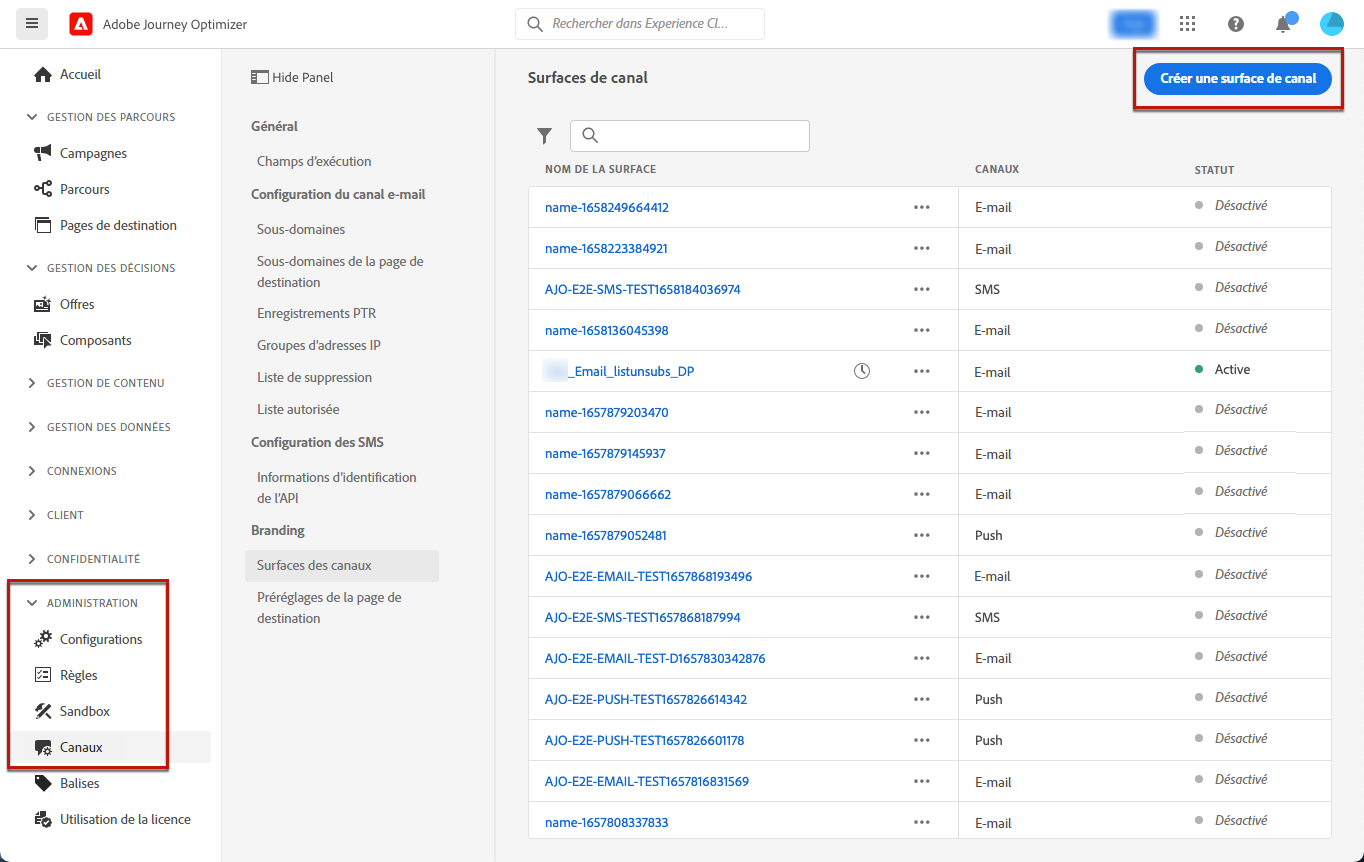 Adobe Journey Optimizer
Rechercher dans Experience Cl...
Accueil
GESTION DES PARCOURS
Campagnes
Parcours
Pages de destination
GESTION DES DÉCISIONS
Offres
Composants
GESTION DE CONTENU
GESTION DES DONNÉES
CONNEXIONS
CLIENT
CONFIDENTIALITÉ
ADMINISTRATION
Configurations
Règles
Sandbox
Canaux
Balises
Utilisation de la licence
Hide Panel
Général
Champs d'exécution
Configuration du canal e-mail
Sous-domaines
Sous-domaines de la page de
destination
Enregistrements PTR
Groupes d'adresses IP
Liste de suppression
Liste autorisée
Configuration des SMS
Informations d'identification
de l'API
Branding
Surfaces des canaux
Préréglages de la page de
destination
Surfaces de canal
Créer une surface de canal
NOM DE LA SURFACE CANAUX STATUT
name-1658249664412 E-mail Désactivé
name-1658223384921 E-mail Désactivé
AJO-E2E-SMS-TEST1658184036974 SMS Désactivé
name-1658136045398 E-mail Désactivé
_Email_listunsubs_DP E-mail Active
name-1657879203470 E-mail Désactivé
name-1657879145937 E-mail Désactivé
name-1657879066662 E-mail Désactivé
name-1657879052481 Push Désactivé
AJO-E2E-EMAIL-TEST1657868193496 E-mail Désactivé
AJO-E2E-SMS-TEST1657868187994 SMS Désactivé
AJO-E2E-EMAIL-TEST-D1657830342876 E-mail Désactivé
AJO-E2E-PUSH-TEST1657826614342 Push Désactivé
AJO-E2E-PUSH-TEST1657826601178 Push Désactivé
AJO-E2E-EMAIL-TEST1657816831569 E-mail Désactivé
name-1657808337833 E-mail Désactivé